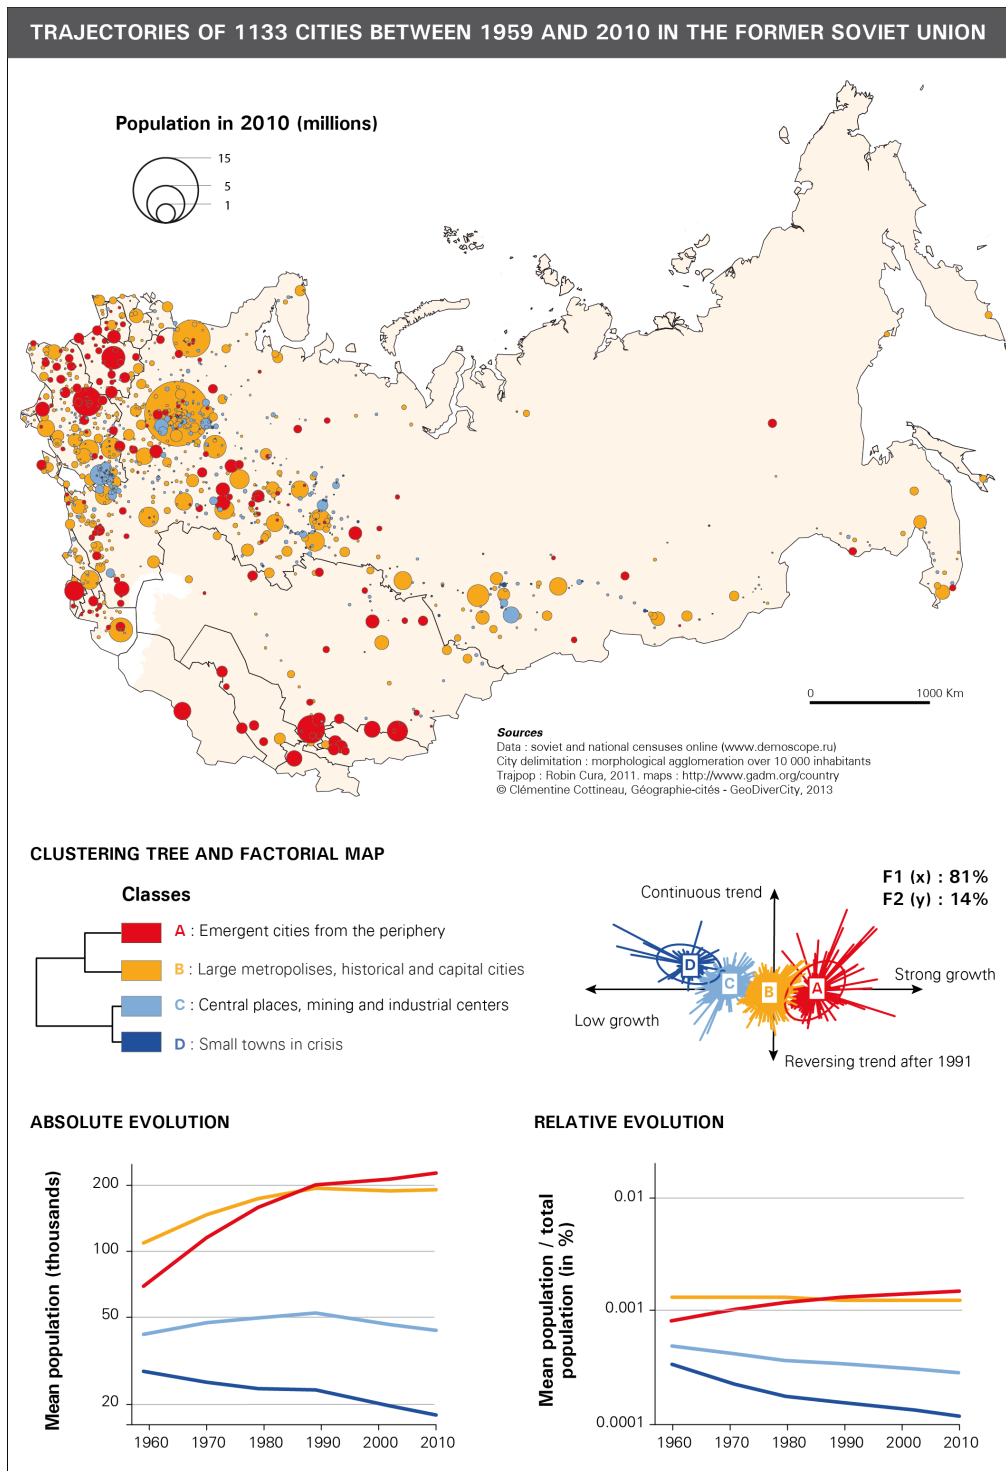 TRAJECTORIES OF 1133 CITIES BETWEEN 1959 AND 2010 IN THE FORMER SOVIET UNION
Population in 2010 (millions)
15
5
1
0 1000 Km
Sources
Data : soviet and national censuses online (www.demoscope.ru)
City delimitation : morphological agglomeration over 10 000 inhabitants
Trajpop : Robin Cura, 2011. maps : http://www.gadm.org/country
© Clémentine Cottineau, Géographie-cités - GeoDiverCity, 2013
CLUSTERING TREE AND FACTORIAL MAP
Classes
A : Emergent cities from the periphery
B : Large metropolises, historical and capital cities
C : Central places, mining and industrial centers
D : Small towns in crisis
F1 (x) : 81%
F2 (y) : 14%
Continuous trend
D
C
B
A
Strong growth
Low growth
Reversing trend after 1991
ABSOLUTE EVOLUTION
Mean population (thousands)
200
100
50
20
1960 1970 1980 1990 2000 2010
RELATIVE EVOLUTION
Mean population / total
population (in %)
0.01
0.001
0.0001
1960 1970 1980 1990 2000 2010